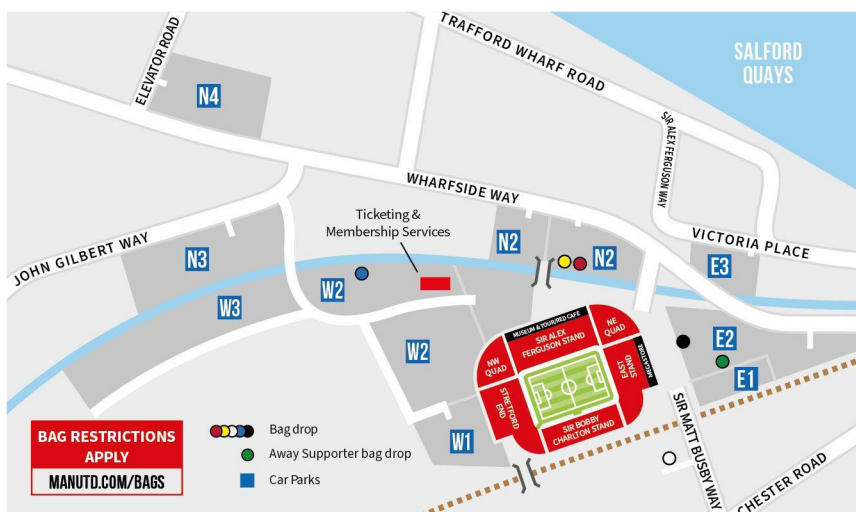 TRAFFORD WHARF ROAD
SALFORD
QUAYS
ELEVATOR ROAD
N4
SIR ALEX FERGUSON WAY
WHARFSIDE WAY
Ticketing &
Membership Services
JOHN GILBERT WAY
N3
N2
N2
VICTORIA PLACE
E3
W3
W2
W2
MUSEUM & TOUR/RED CAFE
SIR ALEX
FERGUSON STAND
NE
QUAD
NW
QUAD
EAST
STAND
MEGASTORE
STRETFORD
END
SIR BOBBY
CHARLTON STAND
E2
E1
W1
SIR MATT BUSBY WAY
CHESTER ROAD
BAG RESTRICTIONS
APPLY
MANUTD.COM/BAGS
Bag drop
Away Supporter bag drop
Car Parks